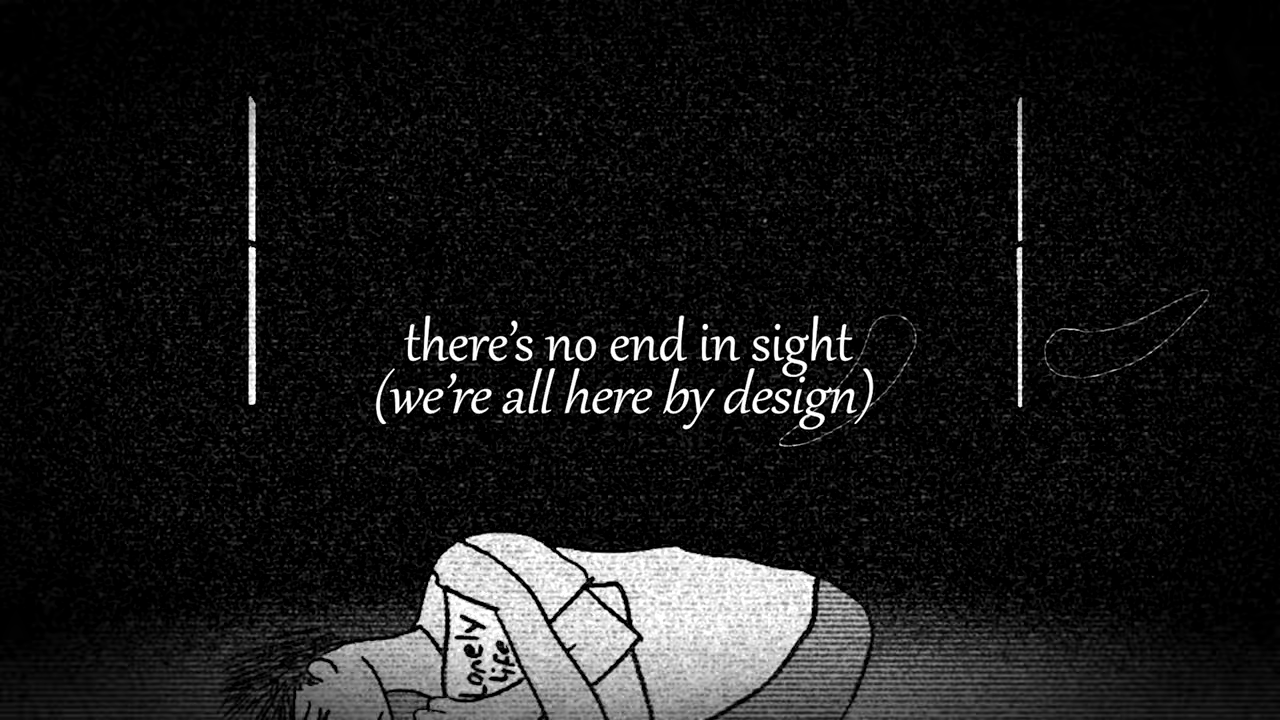 there’s no end in sight
(we’re all here by design)
Lonely
Life